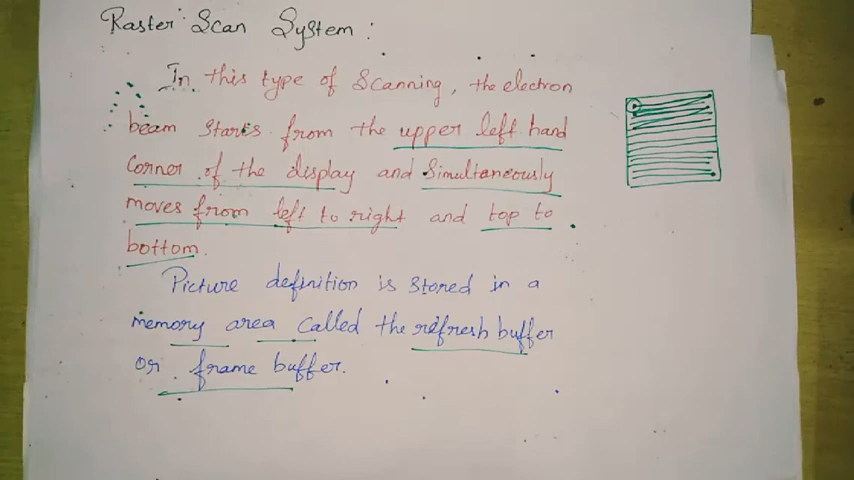 Raster Scan System :
In this type of Scanning, the electron
beam starts from the upper left hand
Corner of the display and Simultaneously
moves from left to right and top to
bottom.
Picture definition is stored in a
memory area called the refresh buffer
or frame buffer.